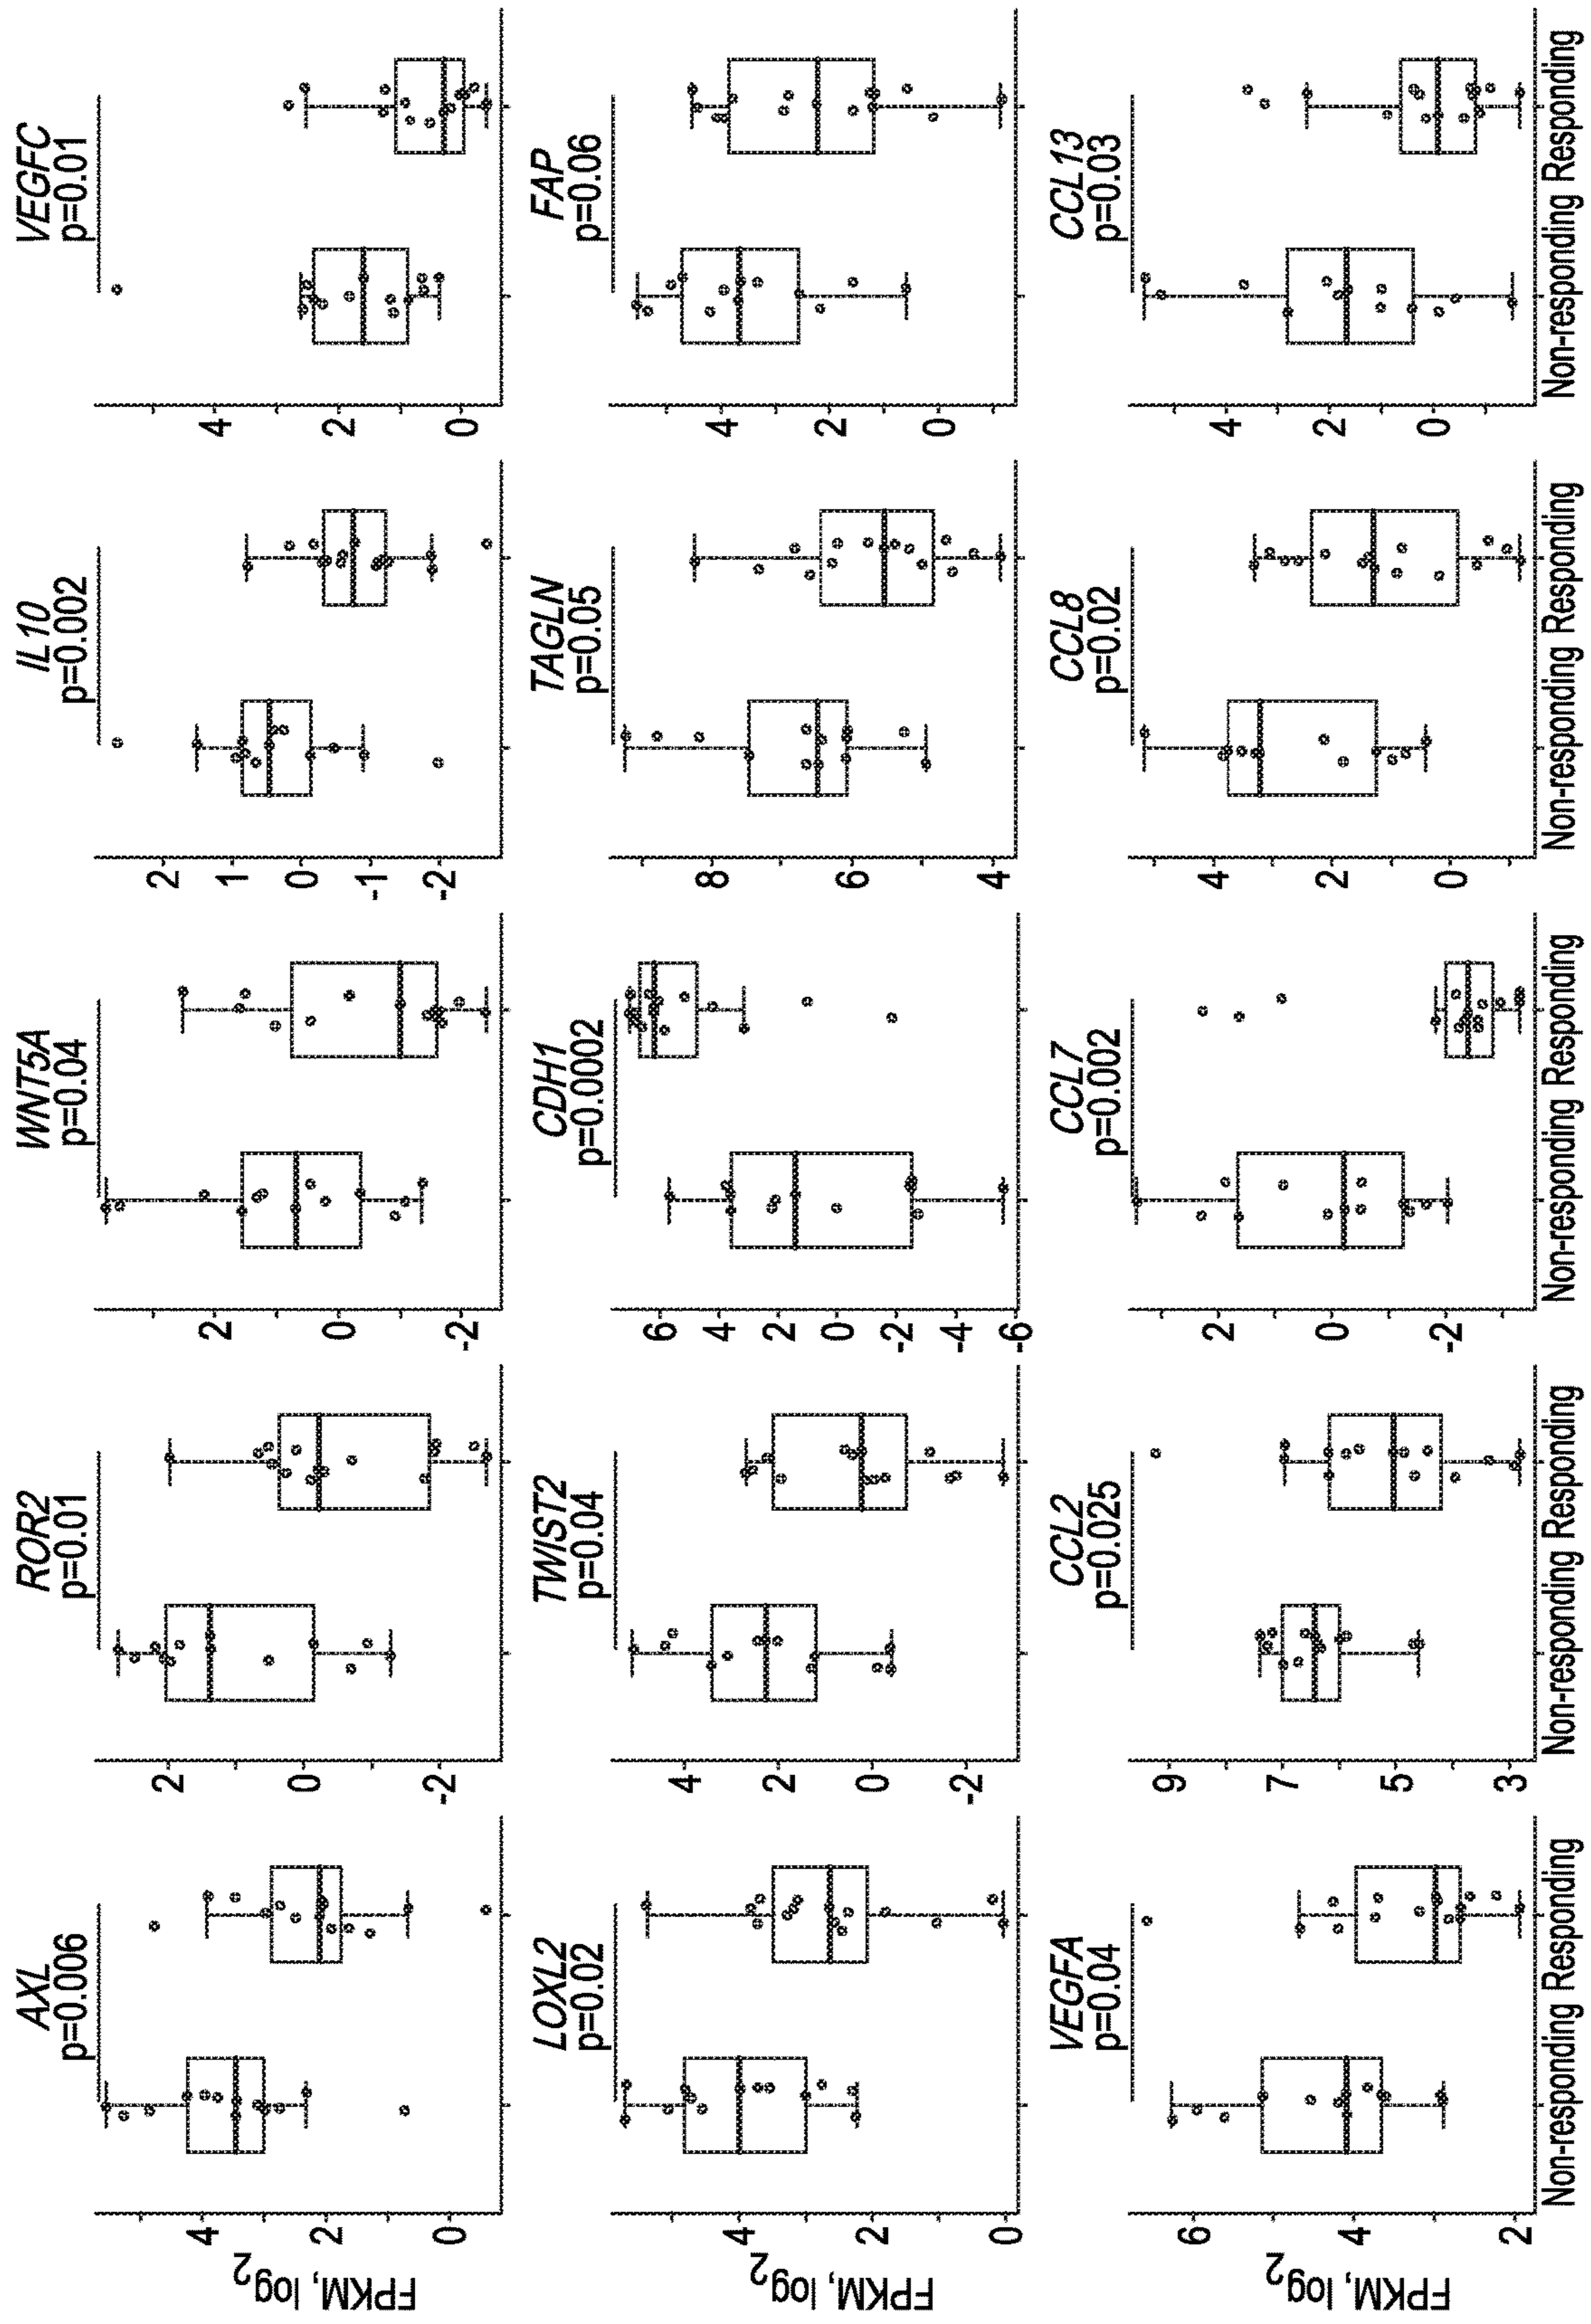 AXL
p=0.006
FPKM, log2
4
2
0
ROR2
p=0.01
2
0
-2
WNT5A
p=0.04
2
0
-2
IL10
p=0.002
2
1
0
-1
-2
VEGFC
p=0.01
4
2
0
LOXL2
p=0.02
FPKM, log2
4
2
0
TWIST2
p=0.04
4
2
0
-2
CDH1
p=0.0002
6
4
2
0
-2
-4
-6
TAGLN
p=0.05
8
6
4
FAP
p=0.06
4
2
0
VEGFA
p=0.04
FPKM, log2
6
4
2
Non-responding Responding
CCL2
p=0.025
9
7
5
3
Non-responding Responding
CCL7
p=0.002
2
0
-2
Non-responding Responding
CCL8
p=0.02
4
2
0
Non-responding Responding
CCL13
p=0.03
4
2
0
Non-responding Responding